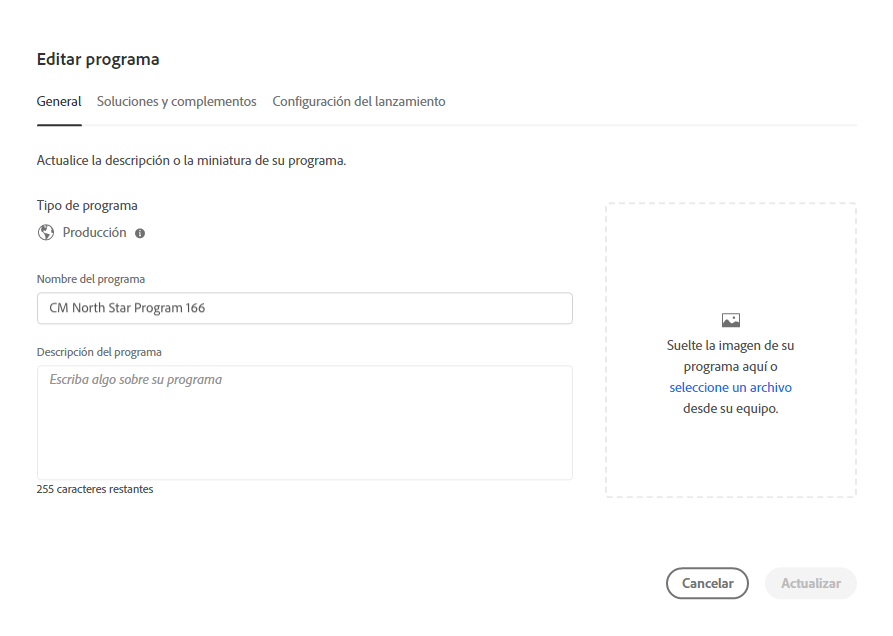 Editar programa
General Soluciones y complementos Configuración del lanzamiento
Actualice la descripción o la miniatura de su programa.
Tipo de programa
Producción
Nombre del programa
CM North Star Program 166
Descripción del programa
Escriba algo sobre su programa
255 caracteres restantes
Suelte la imagen de su
programa aquí o
seleccione un archivo
desde su equipo.
Cancelar Actualizar